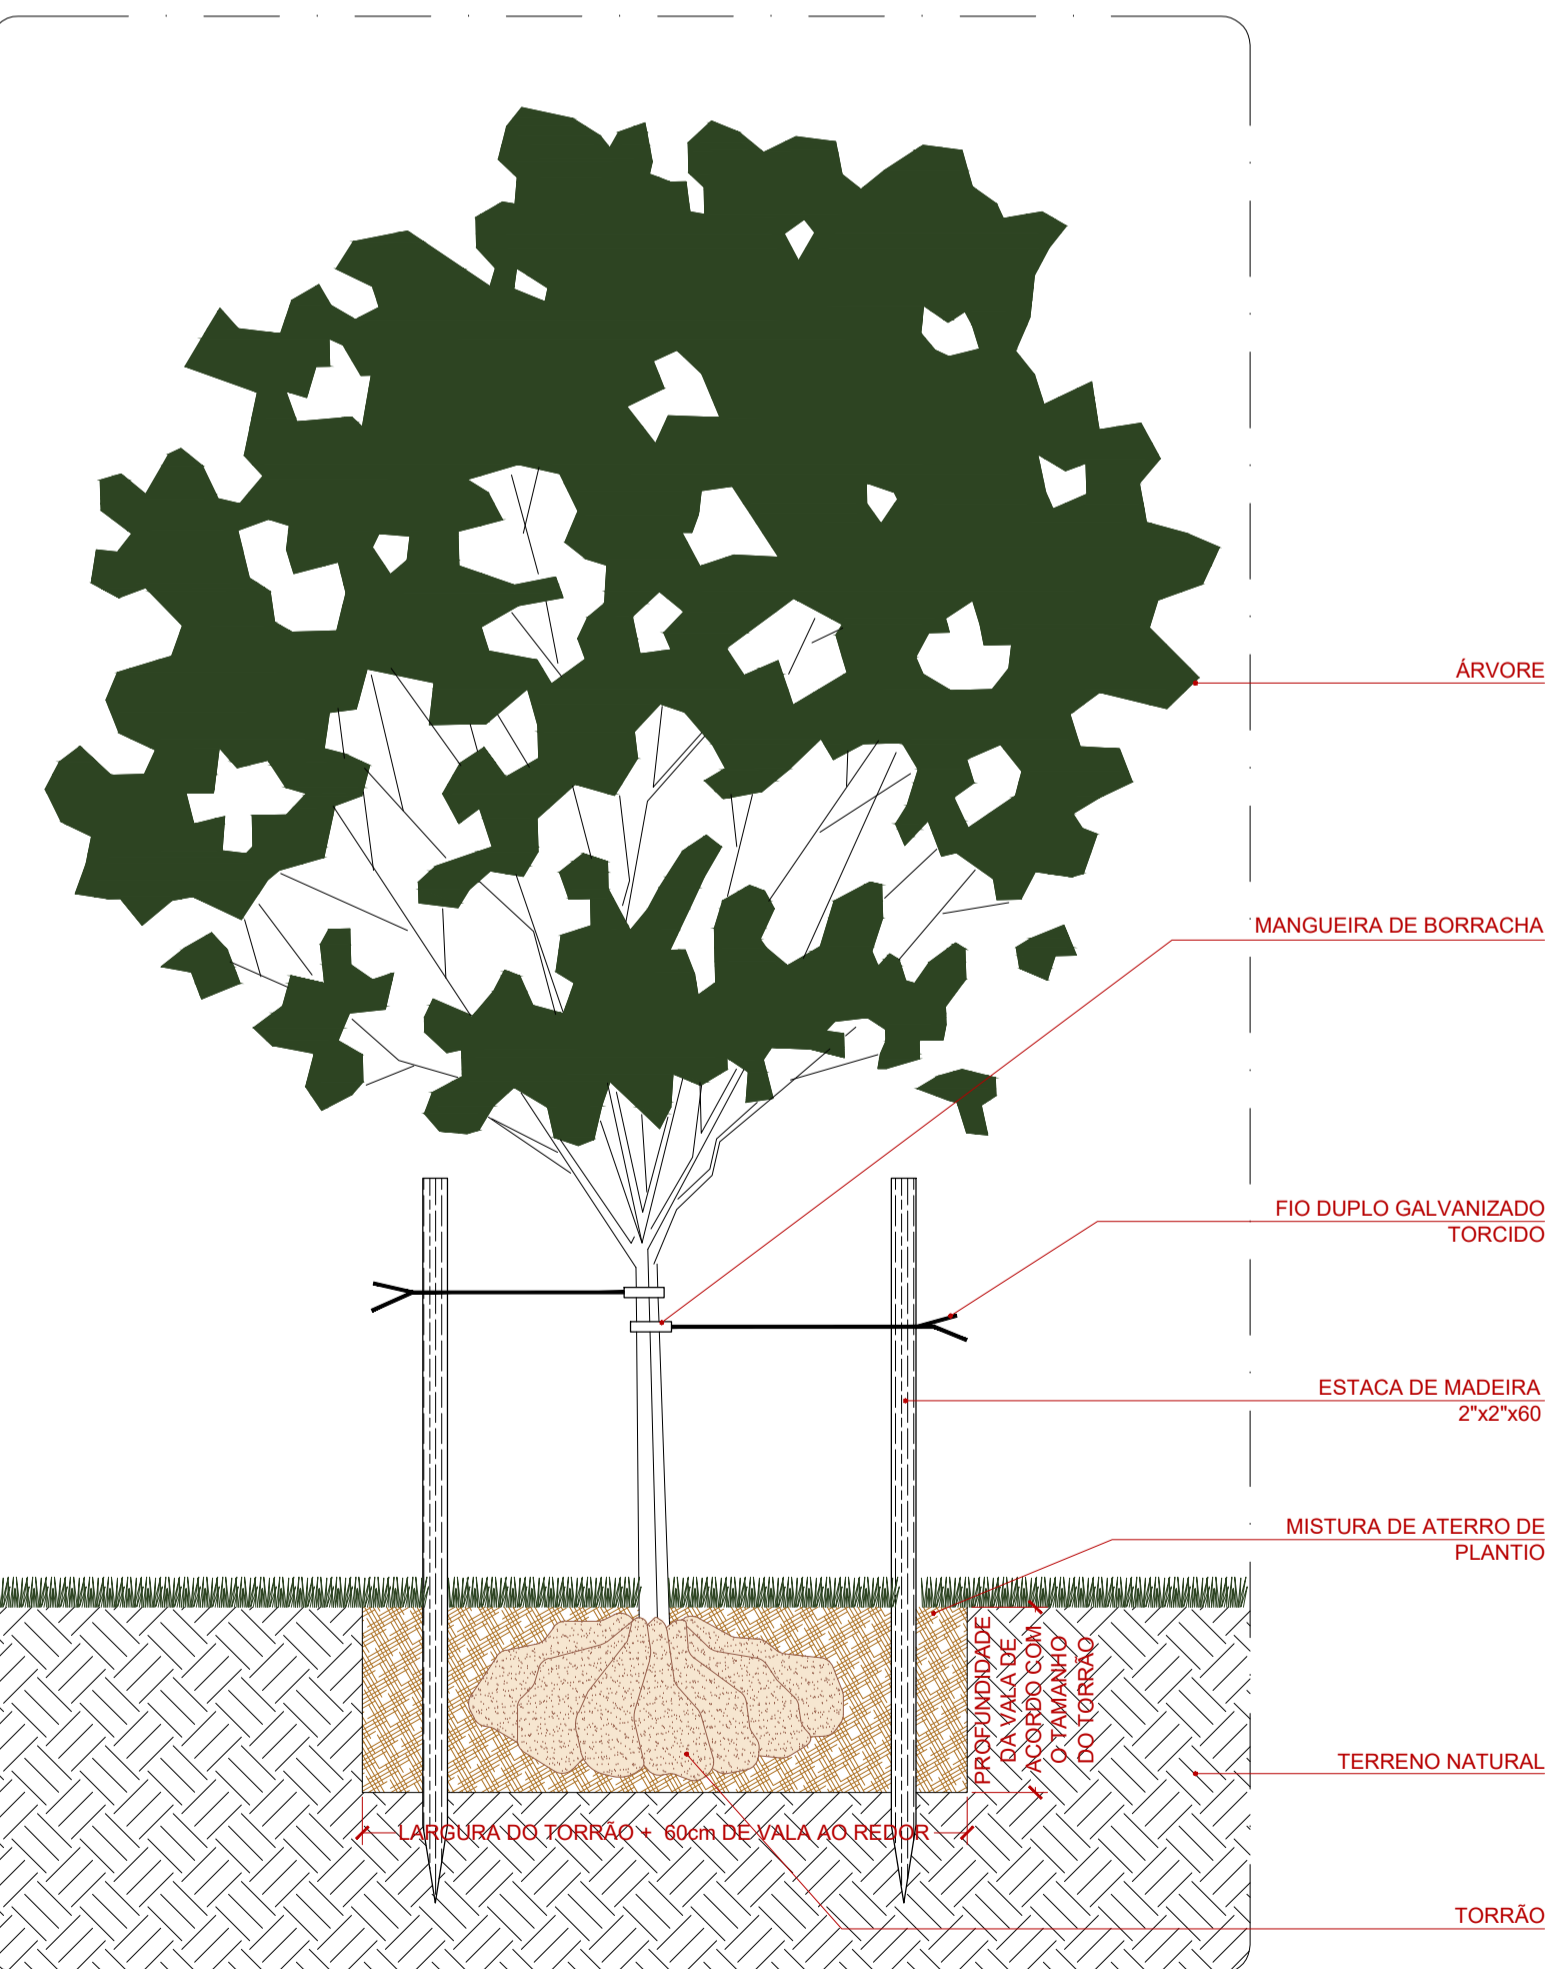 ÁRVORE
MANGUEIRA DE BORRACHA
FIO DUPLO GALVANIZADO
TORCIDO
ESTACA DE MADEIRA
2"x2"x60
MISTURA DE ATERRO DE
PLANTIO
PROFUNDIDADE
DA VALA DE
ACORDO COM
O TAMANHO
DO TORRÃO
TERRENO NATURAL
LARGURA DO TORRÃO + 60cm DE VALA AO REDOR
TORRÃO